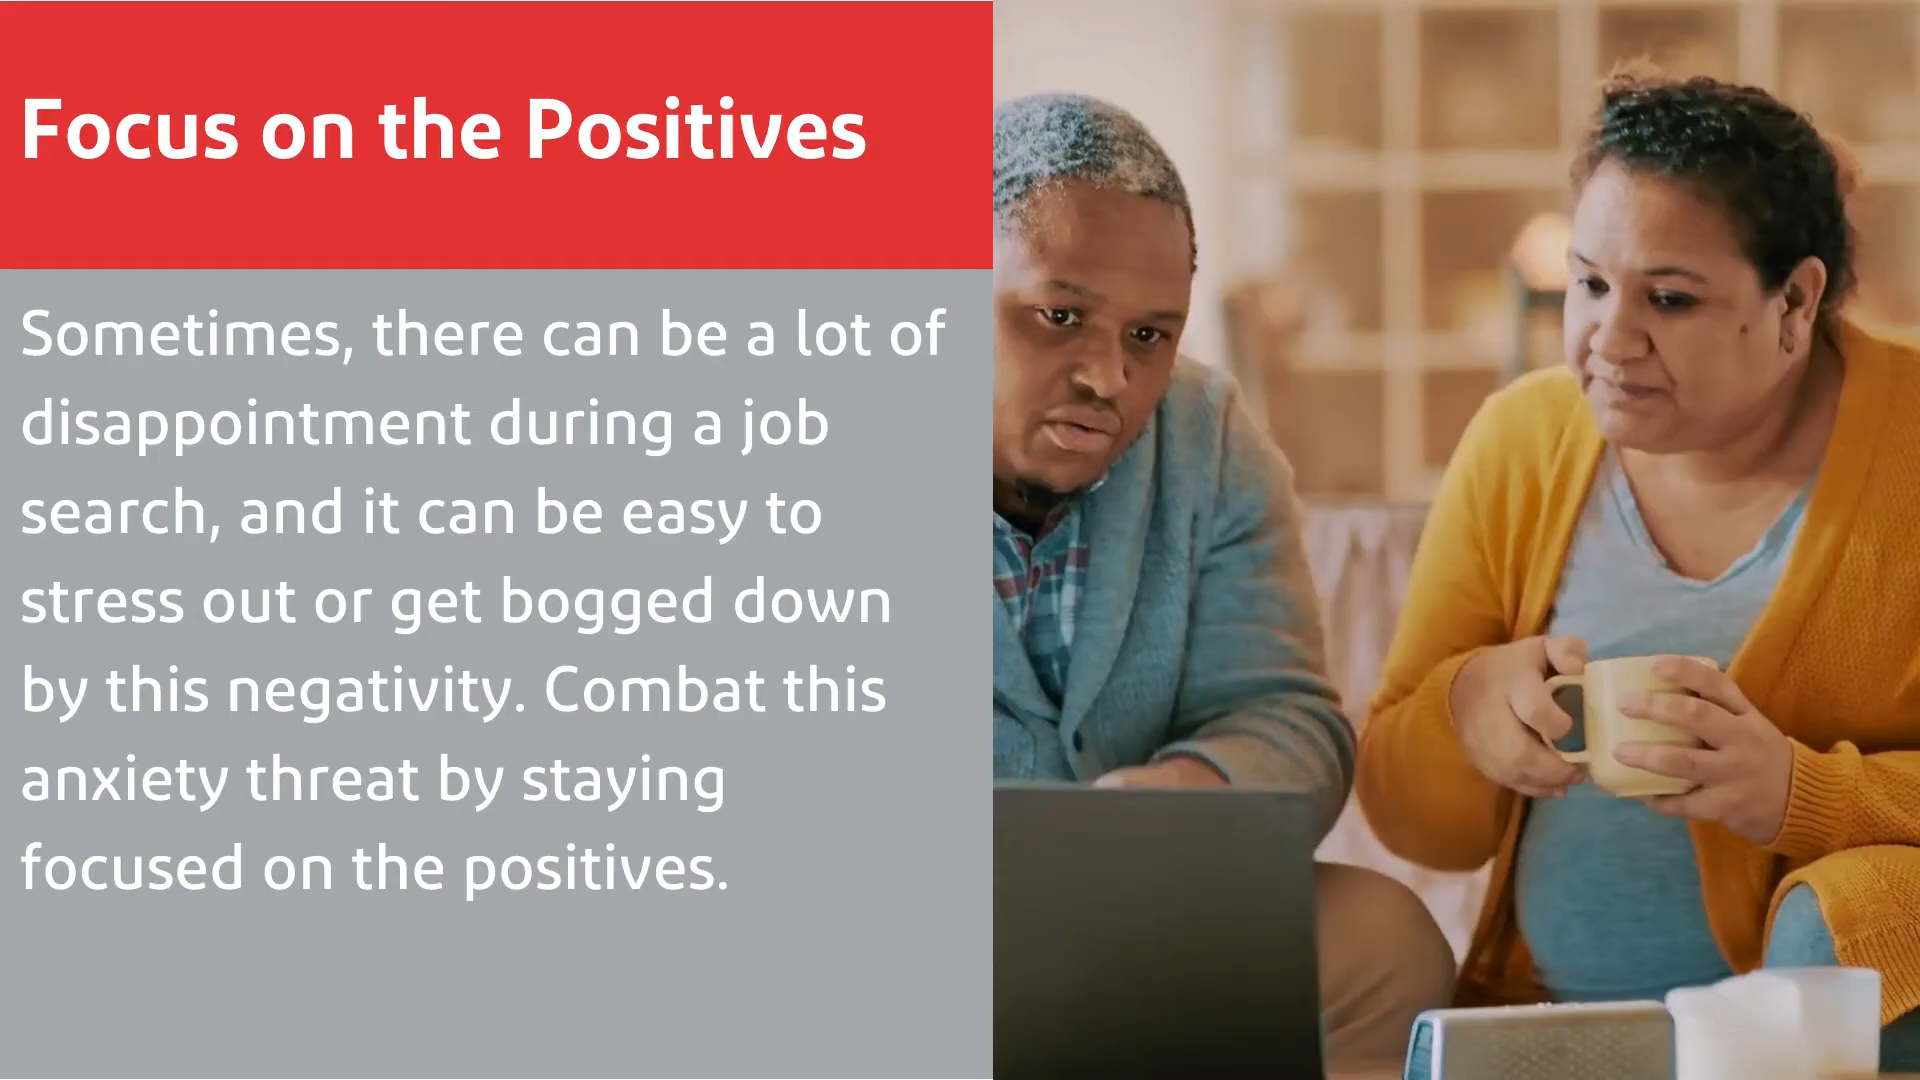 Focus on the Positives
Sometimes, there can be a lot of
disappointment during a job
search, and it can be easy to
stress out or get bogged down
by this negativity. Combat this
anxiety threat by staying
focused on the positives.